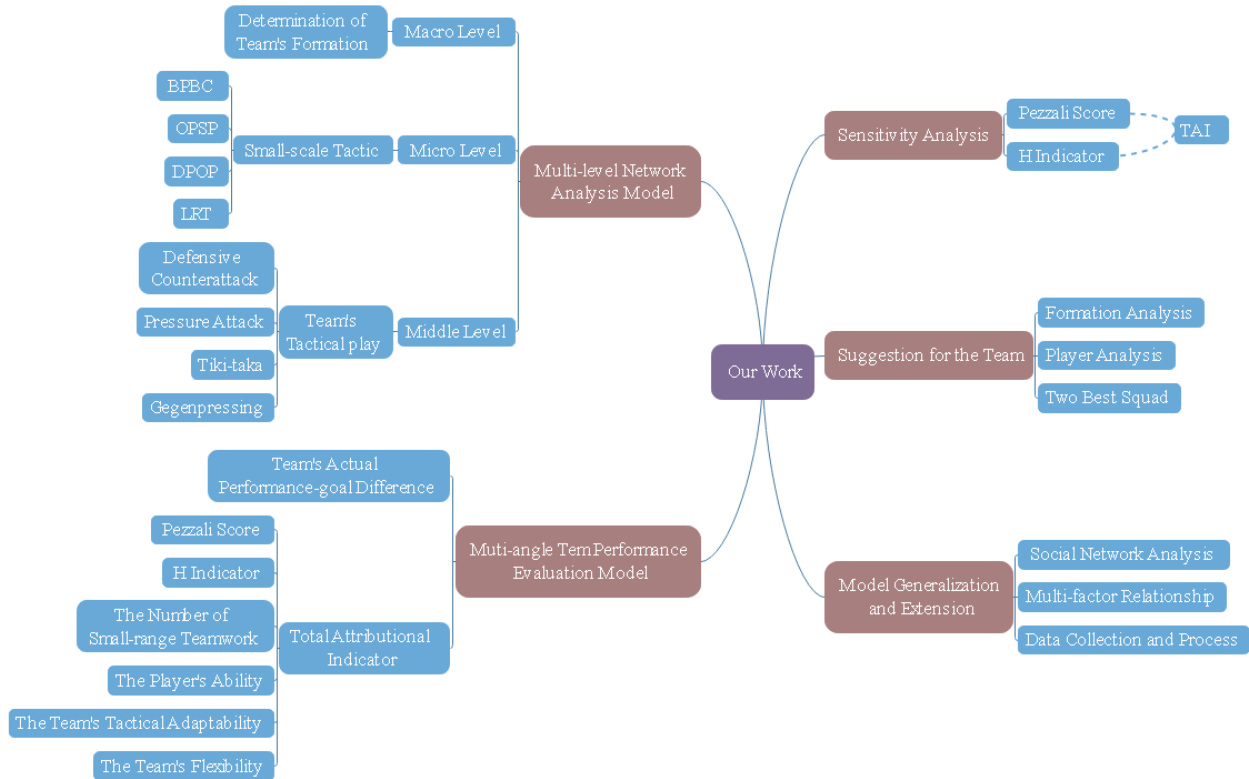 Determination of
Team's Formation
Macro Level
BPBC
OPSP
DPOP
LRT
Small-scale Tactic
Micro Level
Multi-level Network
Analysis Model
Defensive
Counterattack
Pressure Attack
Tiki-taka
Gegenpressing
Team's
Tactical play
Middle Level
Our Work
Team's Actual
Performance-goal Difference
Pezzali Score
H Indicator
The Number of
Small-range Teamwork
The Player's Ability
The Team's Tactical Adaptability
The Team's Flexibility
Total Attributional
Indicator
Muti-angle Tem Performance
Evaluation Model
Sensitivity Analysis
Pezzali Score
H Indicator
TAI
Suggestion for the Team
Formation Analysis
Player Analysis
Two Best Squad
Model Generalization
and Extension
Social Network Analysis
Multi-factor Relationship
Data Collection and Process